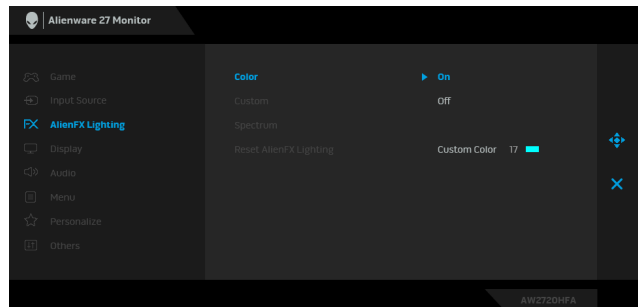 Alienware 27 Monitor
Game
Color
On
Input Source
Custom
Off
FX AlienFX Lighting
Spectrum
Display
Reset AlienFX Lighting
Custom Color 17
Audio
Menu
Personalize
Others
AW2720HFA